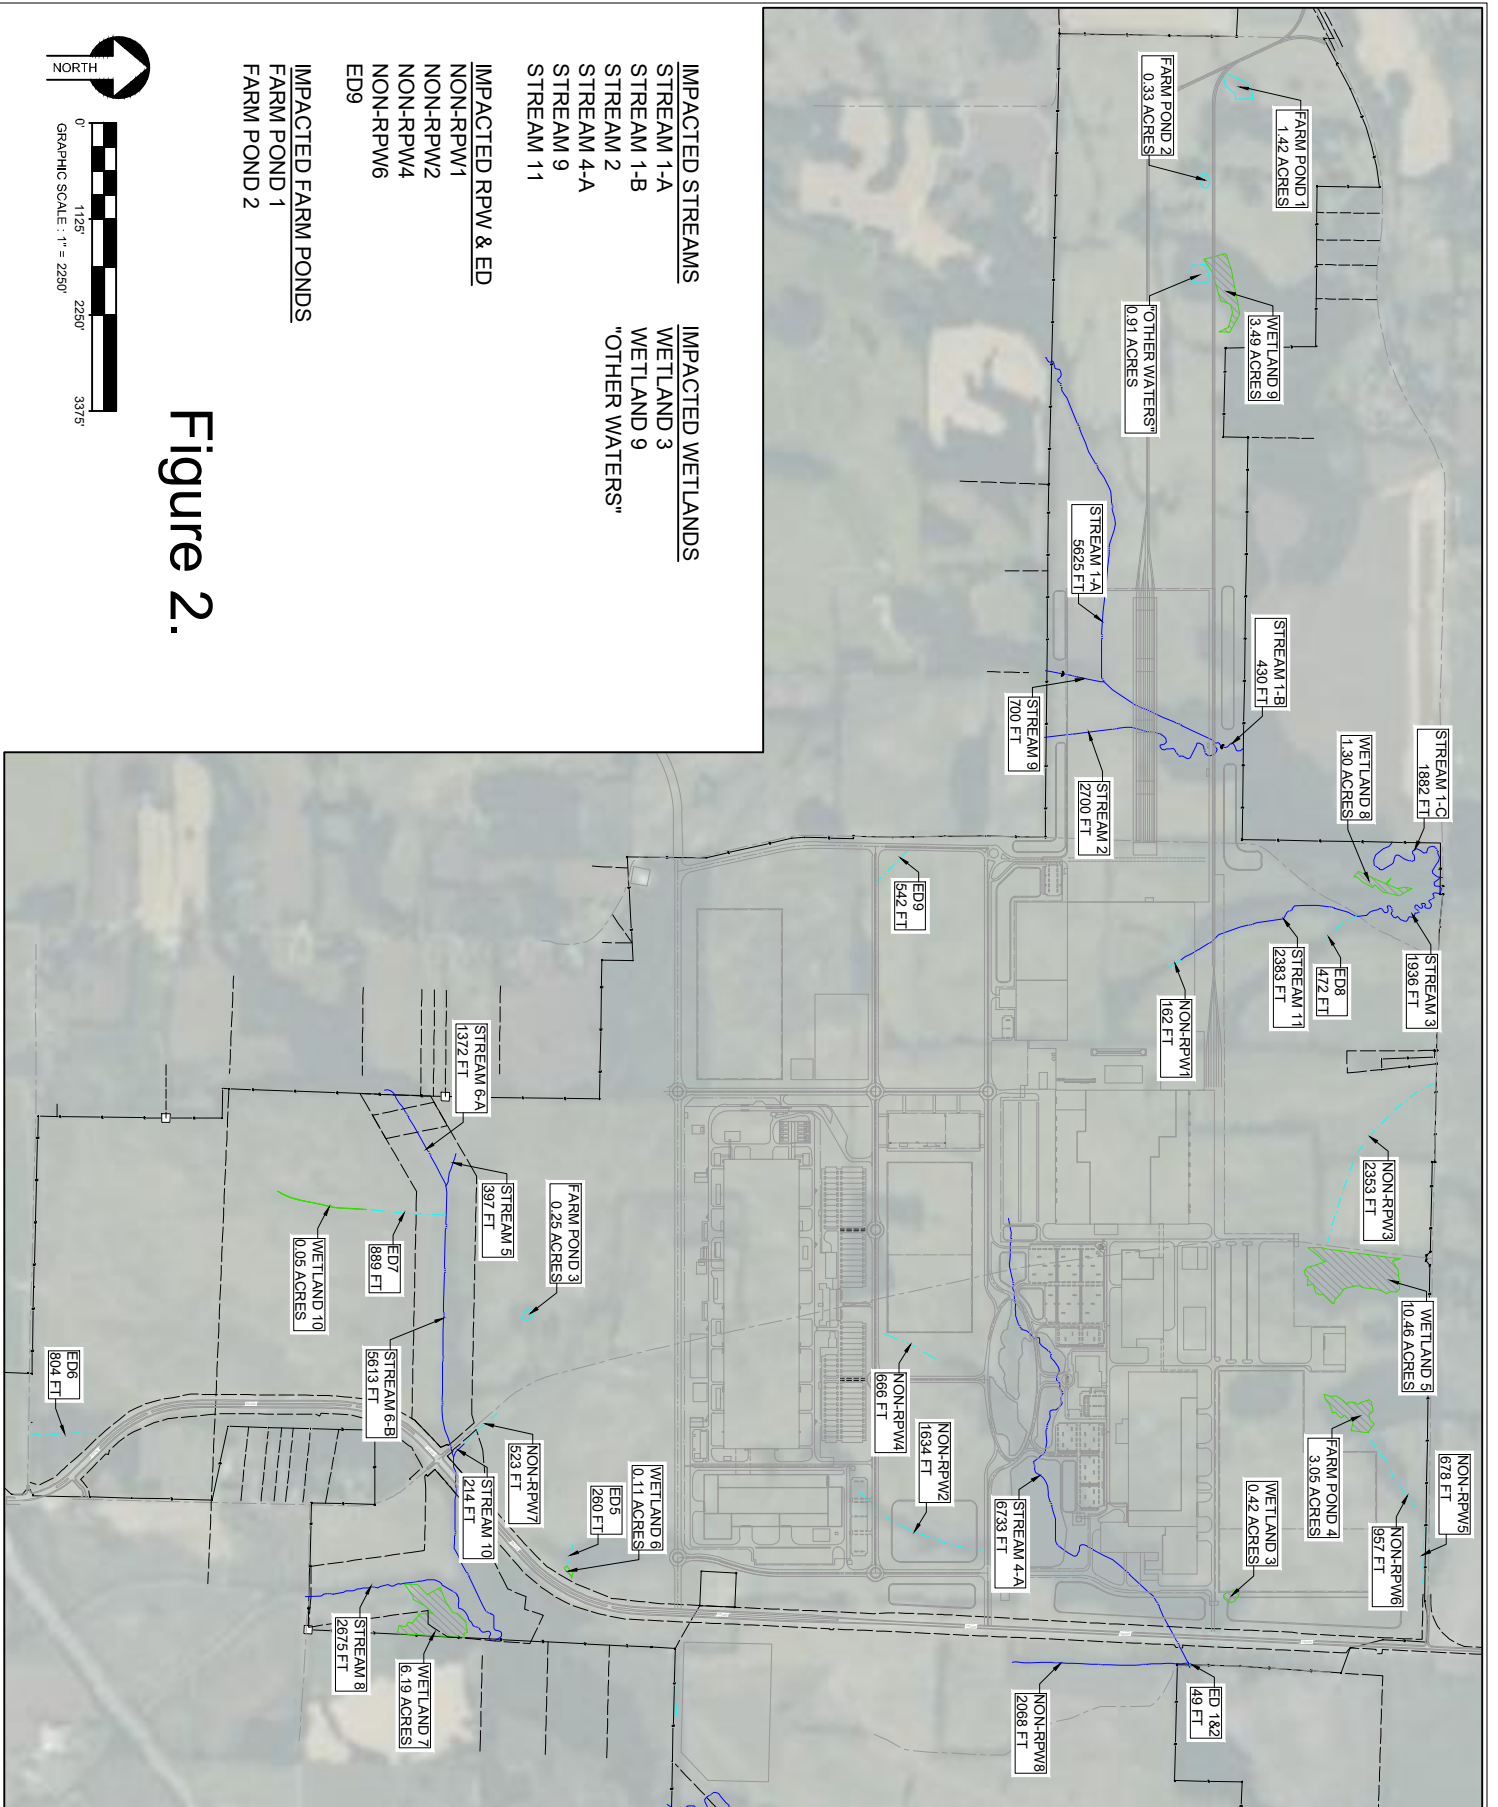 FARM POND 1
1.42 ACRES
FARM POND 2
0.33 ACRES
WETLAND 9
3.49 ACRES
"OTHER WATERS"
0.91 ACRES
STREAM 1-A
5625 FT
STREAM 1-B
430 FT
STREAM 9
700 FT
STREAM 2
2700 FT
STREAM 1-C
1882 FT
WETLAND 8
1.30 ACRES
STREAM 3
1936 FT
ED8
472 FT
STREAM 11
2383 FT
NON-RPW1
162 FT
ED9
542 FT
NON-RPW3
2353 FT
WETLAND 5
10.46 ACRES
FARM POND 4
3.05 ACRES
NON-RPW5
678 FT
NON-RPW6
957 FT
WETLAND 3
0.42 ACRES
STREAM 4-A
6733 FT
NON-RPW2
1634 FT
NON-RPW4
666 FT
ED 1&2
49 FT
NON-RPW8
2068 FT
STREAM 6-A
1372 FT
STREAM 5
397 FT
FARM POND 3
0.25 ACRES
ED7
889 FT
WETLAND 10
0.05 ACRES
STREAM 6-B
5613 FT
ED6
804 FT
NON-RPW7
523 FT
STREAM 10
214 FT
WETLAND 6
0.11 ACRES
ED5
260 FT
STREAM 8
2675 FT
WETLAND 7
6.19 ACRES
IMPACTED STREAMS
STREAM 1-A
STREAM 1-B
STREAM 2
STREAM 4-A
STREAM 9
STREAM 11
IMPACTED WETLANDS
WETLAND 3
WETLAND 9
"OTHER WATERS"
IMPACTED RPW & ED
NON-RPW1
NON-RPW2
NON-RPW4
NON-RPW6
ED9
IMPACTED FARM PONDS
FARM POND 1
FARM POND 2
Figure 2.
NORTH
0' 1125' 2250' 3375'
GRAPHIC SCALE : 1" = 2250'